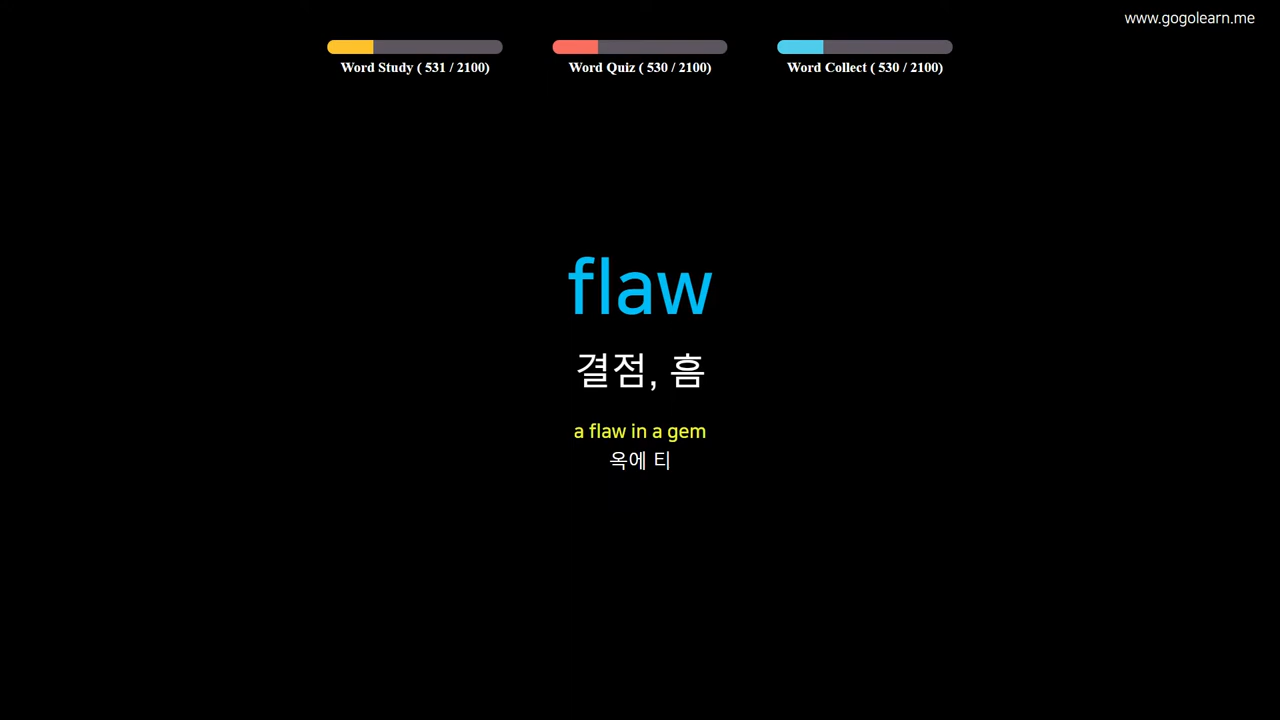 www.gogolearn.me
Word Study ( 531 / 2100)
Word Quiz ( 530 / 2100)
Word Collect ( 530 / 2100)
flaw
결점, 흠
a flaw in a gem
옥에 티